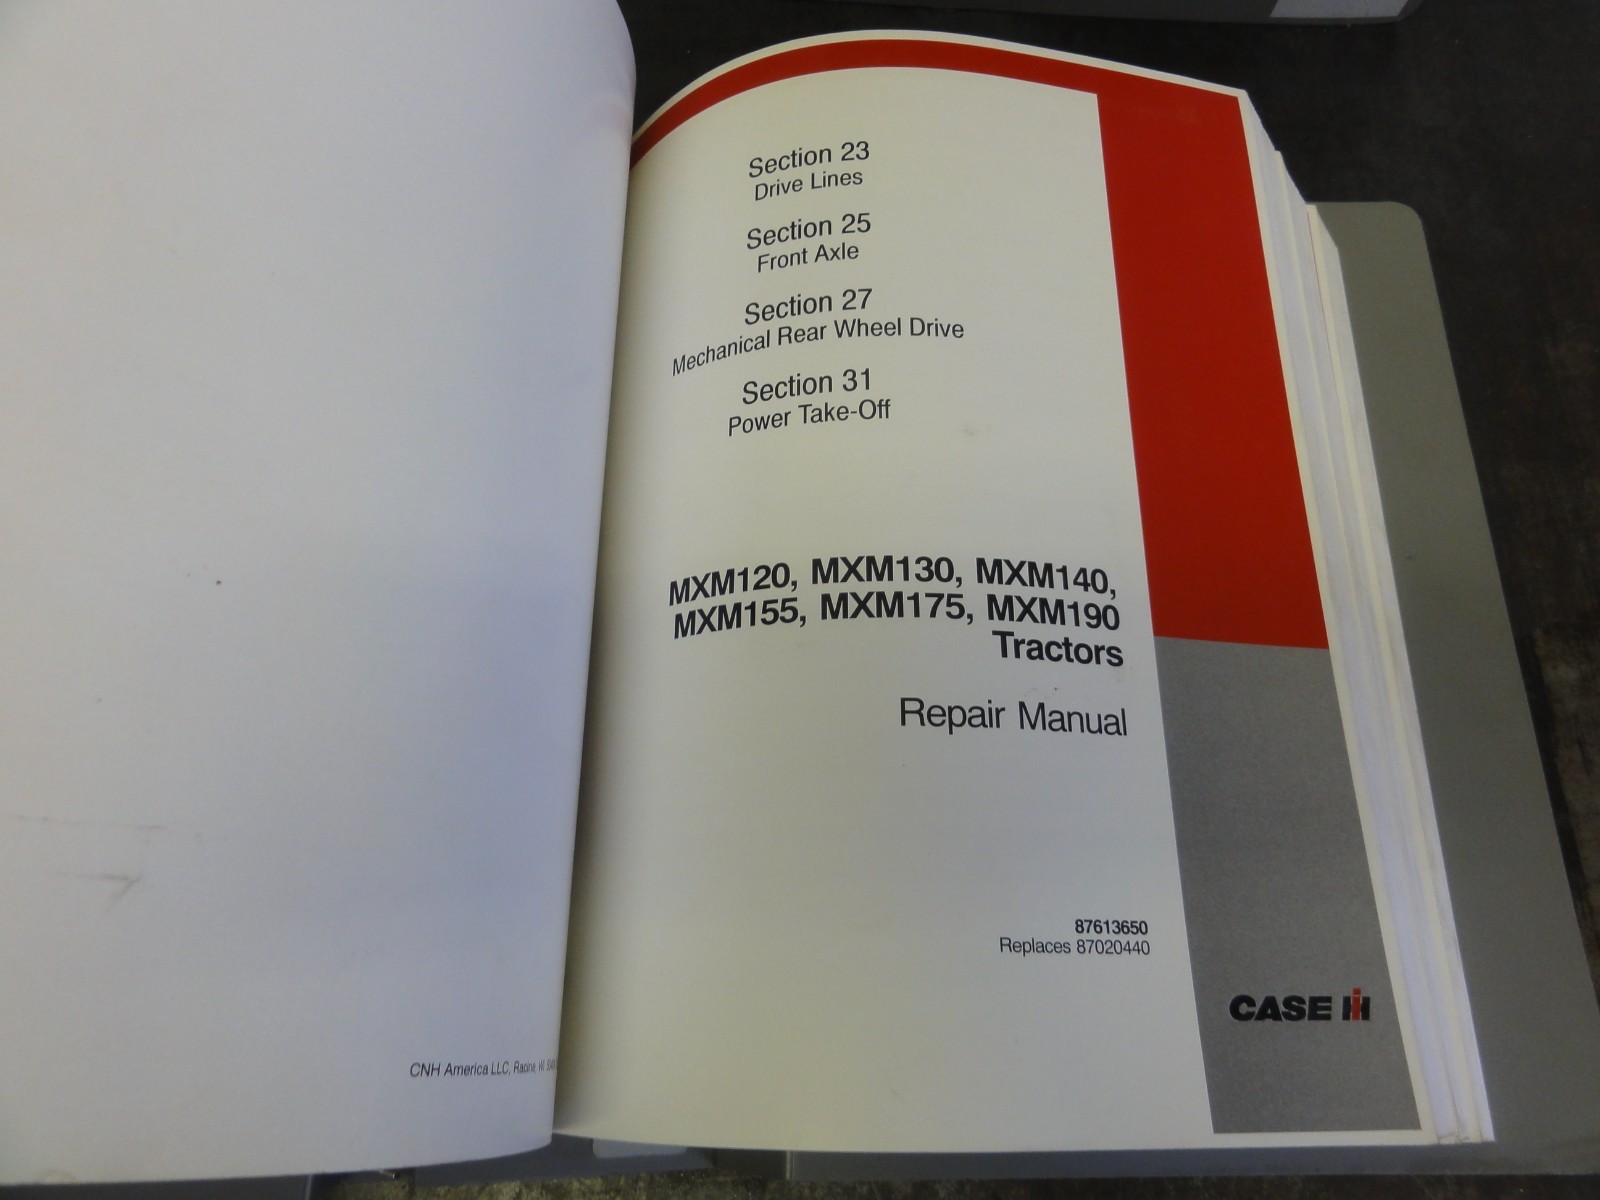 CNH America LLC, Racine, WI
Section 23
Drive Lines
Section 25
Front Axle
Section 27
Mechanical Rear Wheel Drive
Section 31
Power Take-Off
MXM120, MXM130, MXM140,
MXM155, MXM175, MXM190
Tractors
Repair Manual
87613650
Replaces 87020440
CASE IH